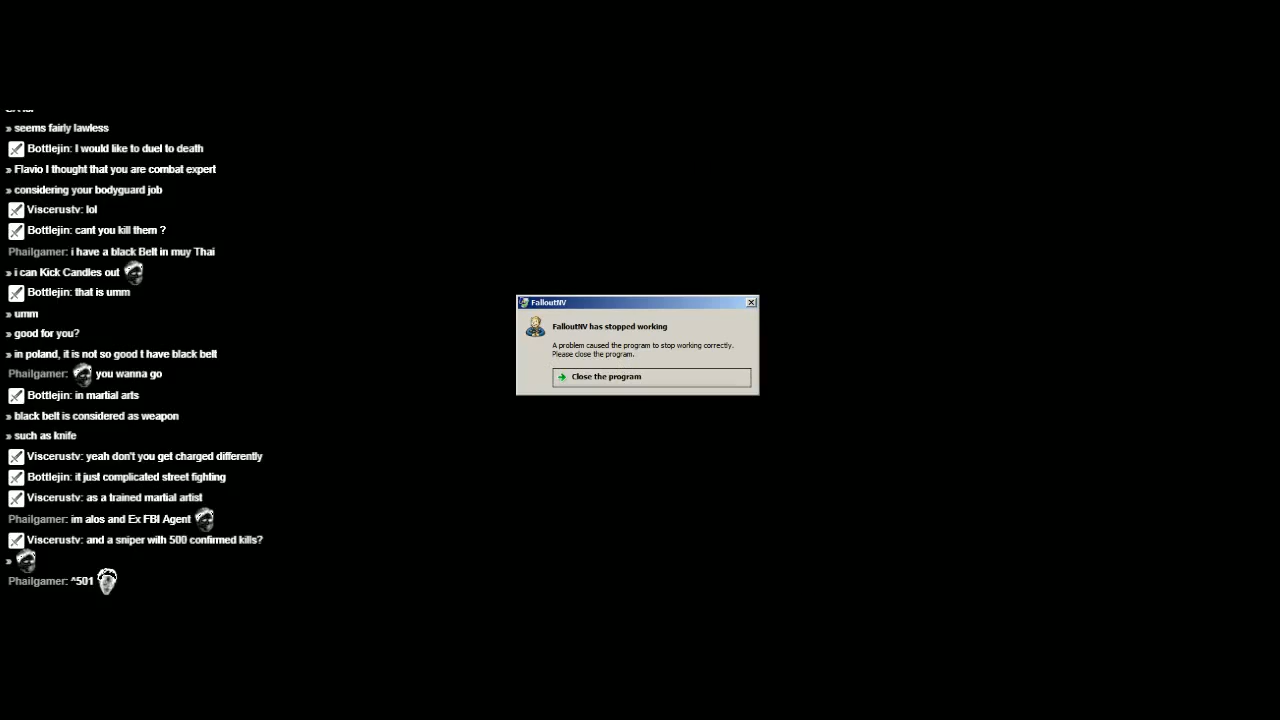 » seems fairly lawless
Bottlejin: I would like to duel to death
» Flavio I thought that you are combat expert
» considering your bodyguard job
Viscerustv: lol
Bottlejin: cant you kill them ?
Phailgamer: i have a black Belt in muy Thai
» i can Kick Candles out
Bottlejin: that is umm
» umm
» good for you?
» in poland, it is not so good t have black belt
Phailgamer: you wanna go
Bottlejin: in martial arts
» black belt is considered as weapon
» such as knife
Viscerustv: yeah don't you get charged differently
Bottlejin: it just complicated street fighting
Viscerustv: as a trained martial artist
Phailgamer: im alos and Ex FBI Agent
Viscerustv: and a sniper with 500 confirmed kills?
»
Phailgamer: ^501
FalloutNV
FalloutNV has stopped working
A problem caused the program to stop working correctly.
Please close the program.
Close the program